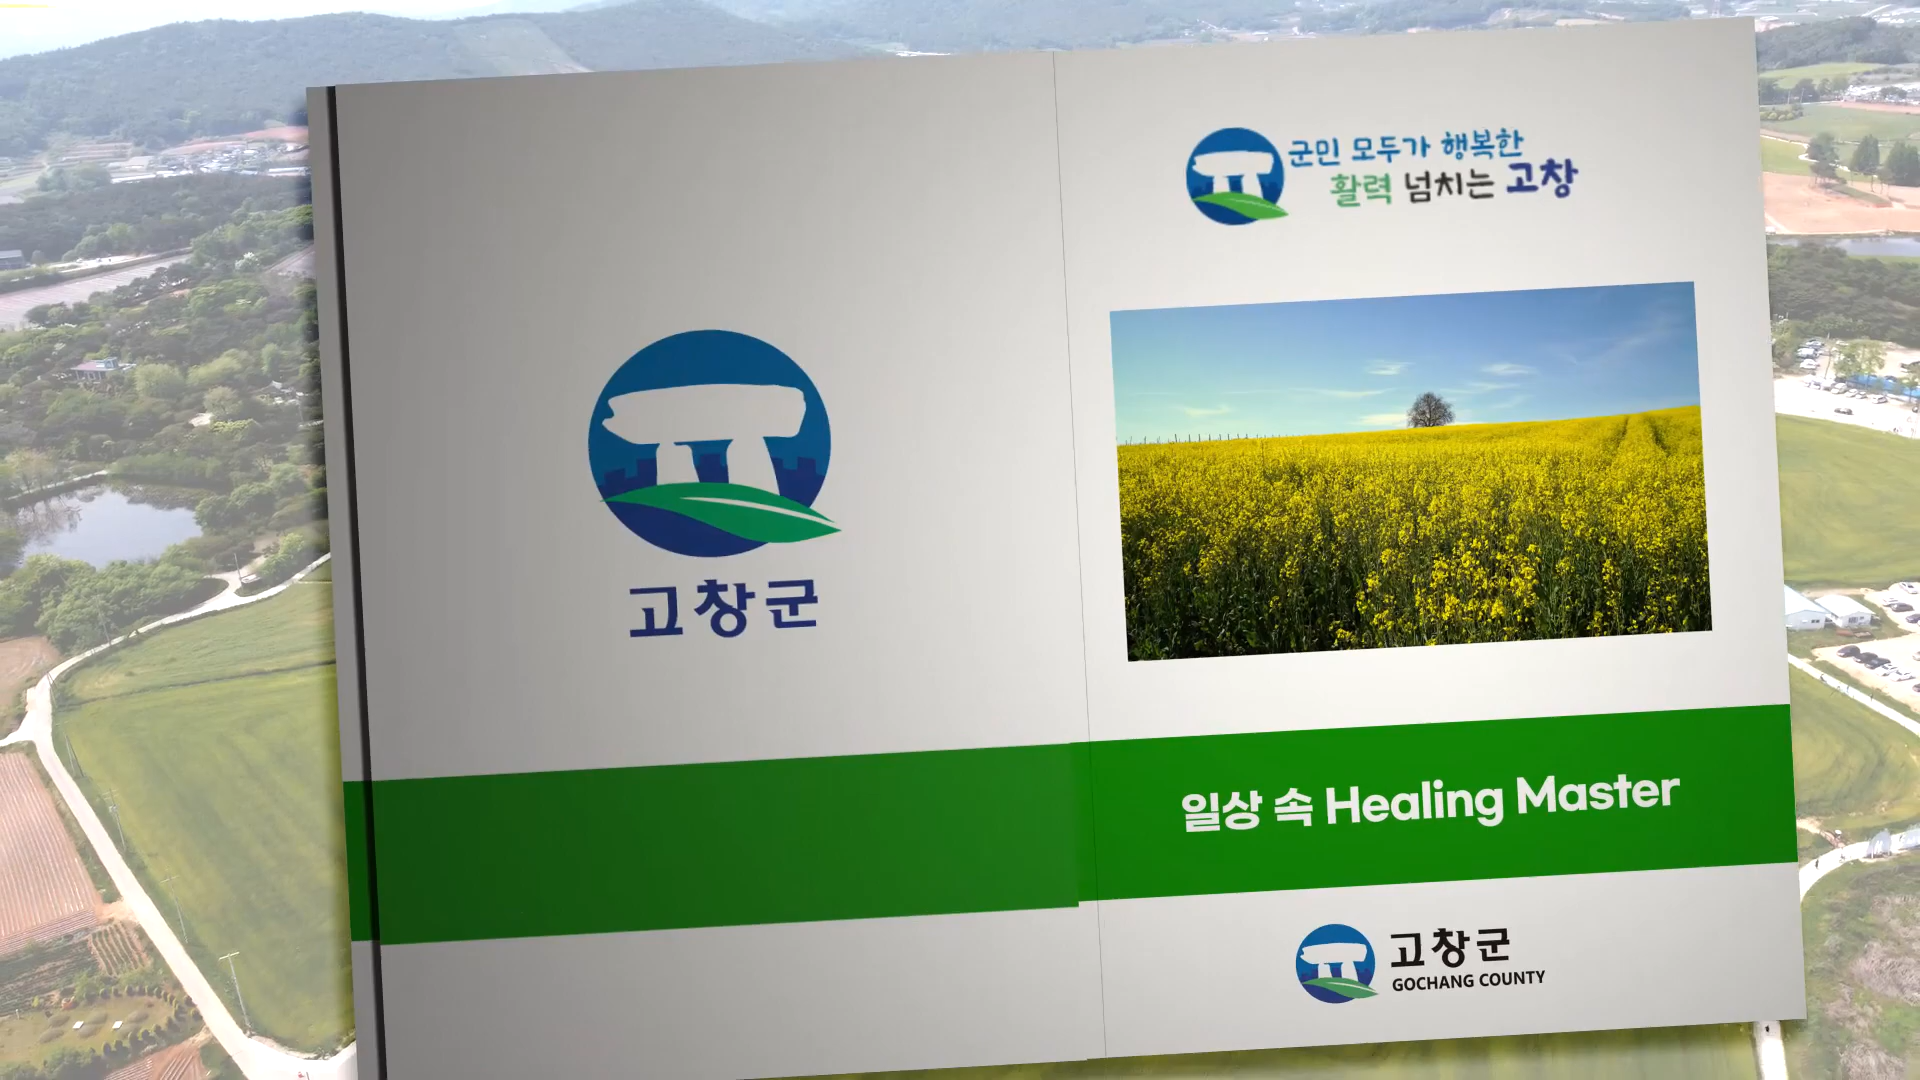 고창군
군민 모두가 행복한
활력 넘치는 고창
일상 속 Healing Master
고창군
GOCHANG COUNTY